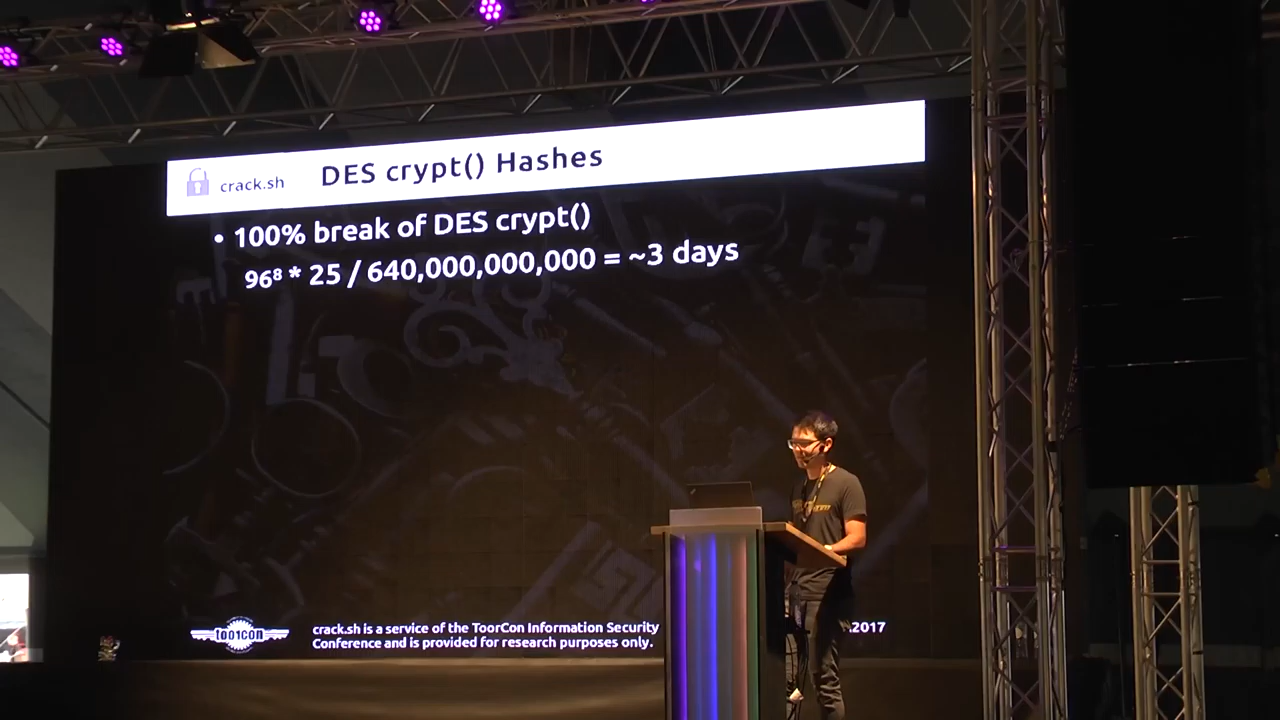 crack.sh DES crypt() Hashes
• 100% break of DES crypt()
96⁸ * 25 / 640,000,000,000 = ~3 days
toorcon
crack.sh is a service of the ToorCon Information Security
Conference and is provided for research purposes only.
2017